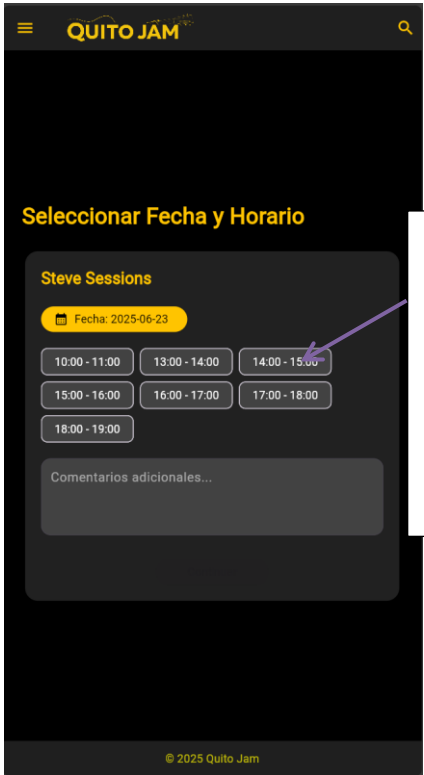 QUITO JAM
Seleccionar Fecha y Horario
Steve Sessions
Fecha: 2025-06-23
10:00 - 11:00 13:00 - 14:00 14:00 - 15:00
15:00 - 16:00 16:00 - 17:00 17:00 - 18:00
18:00 - 19:00
Comentarios adicionales...
© 2025 Quito Jam